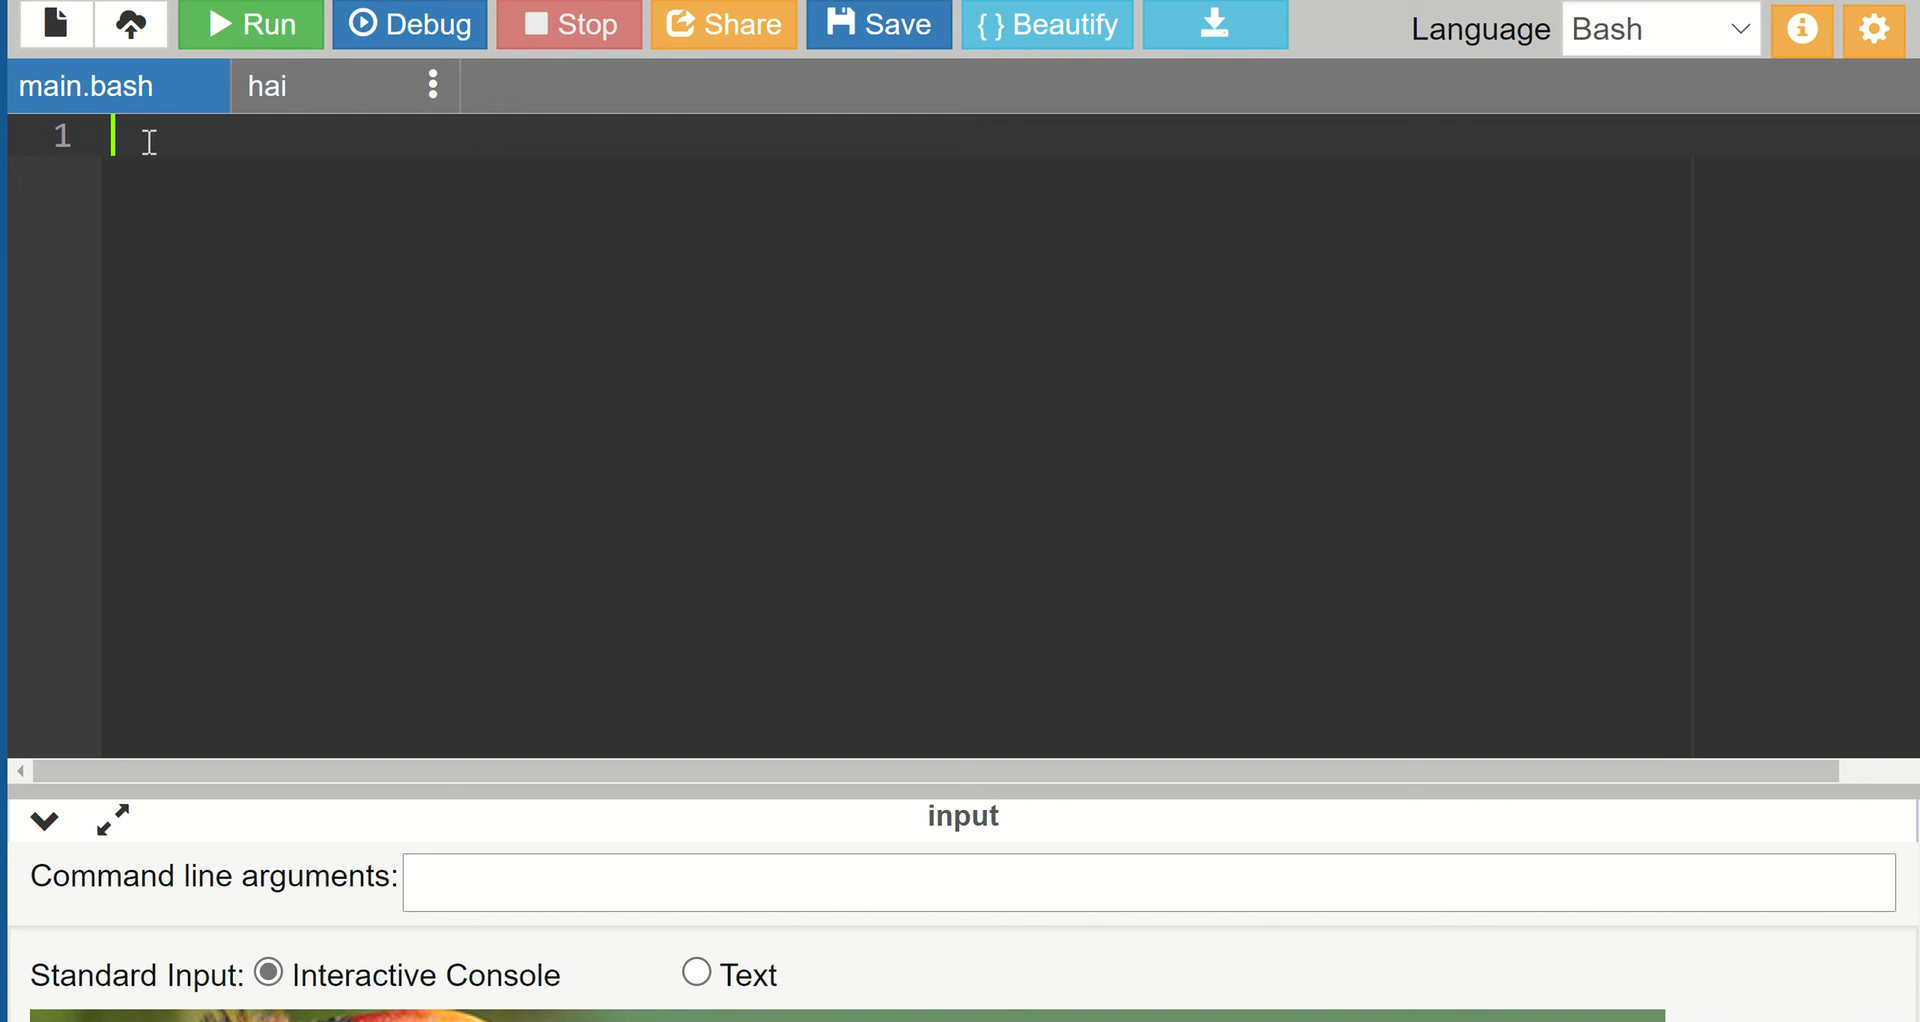 Run Debug Stop Share Save { } Beautify Language Bash
main.bash hai
1
input
Command line arguments:
Standard Input: Interactive Console Text